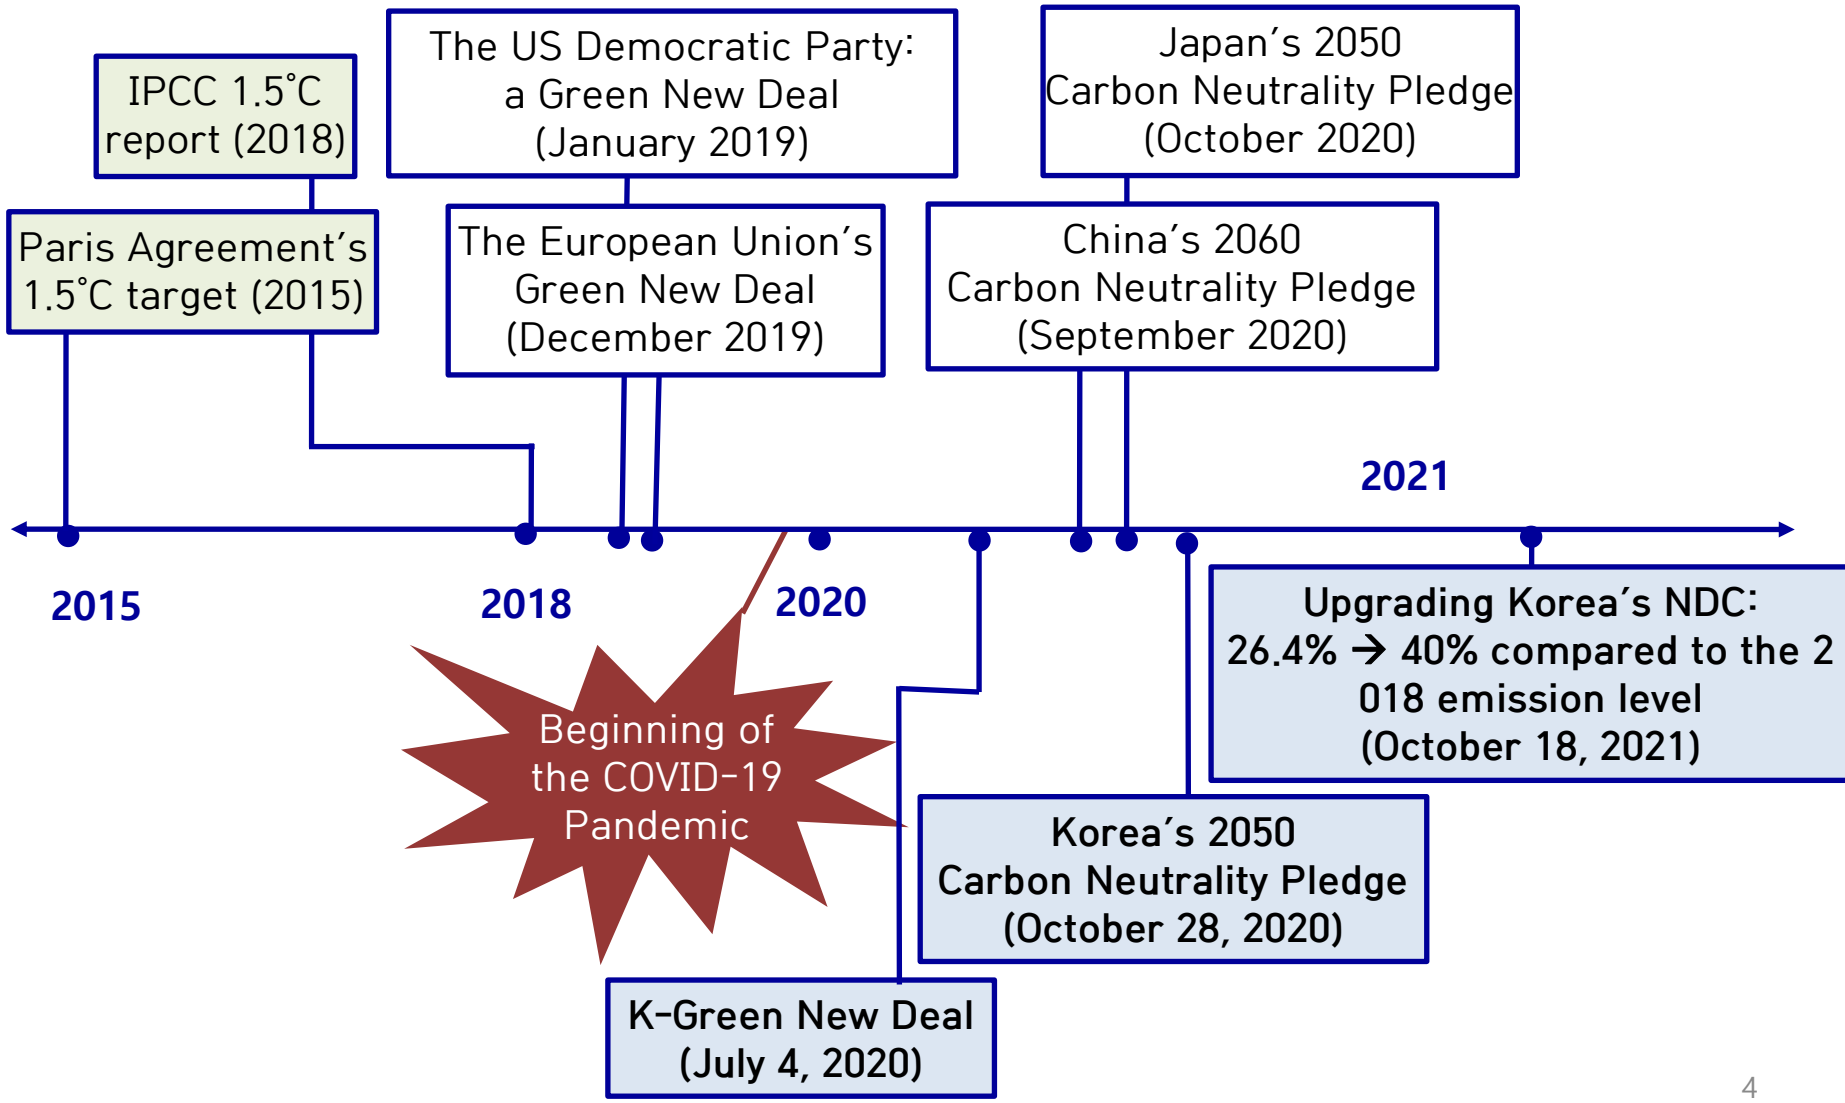 IPCC 1.5°C
report (2018)
Paris Agreement's
1.5°C target (2015)
The US Democratic Party:
a Green New Deal
(January 2019)
The European Union's
Green New Deal
(December 2019)
Japan's 2050
Carbon Neutrality Pledge
(October 2020)
China's 2060
Carbon Neutrality Pledge
(September 2020)
2021
2015
2018
2020
Beginning of
the COVID-19
Pandemic
Upgrading Korea's NDC:
26.4% → 40% compared to the 2
018 emission level
(October 18, 2021)
Korea's 2050
Carbon Neutrality Pledge
(October 28, 2020)
K-Green New Deal
(July 4, 2020)
4